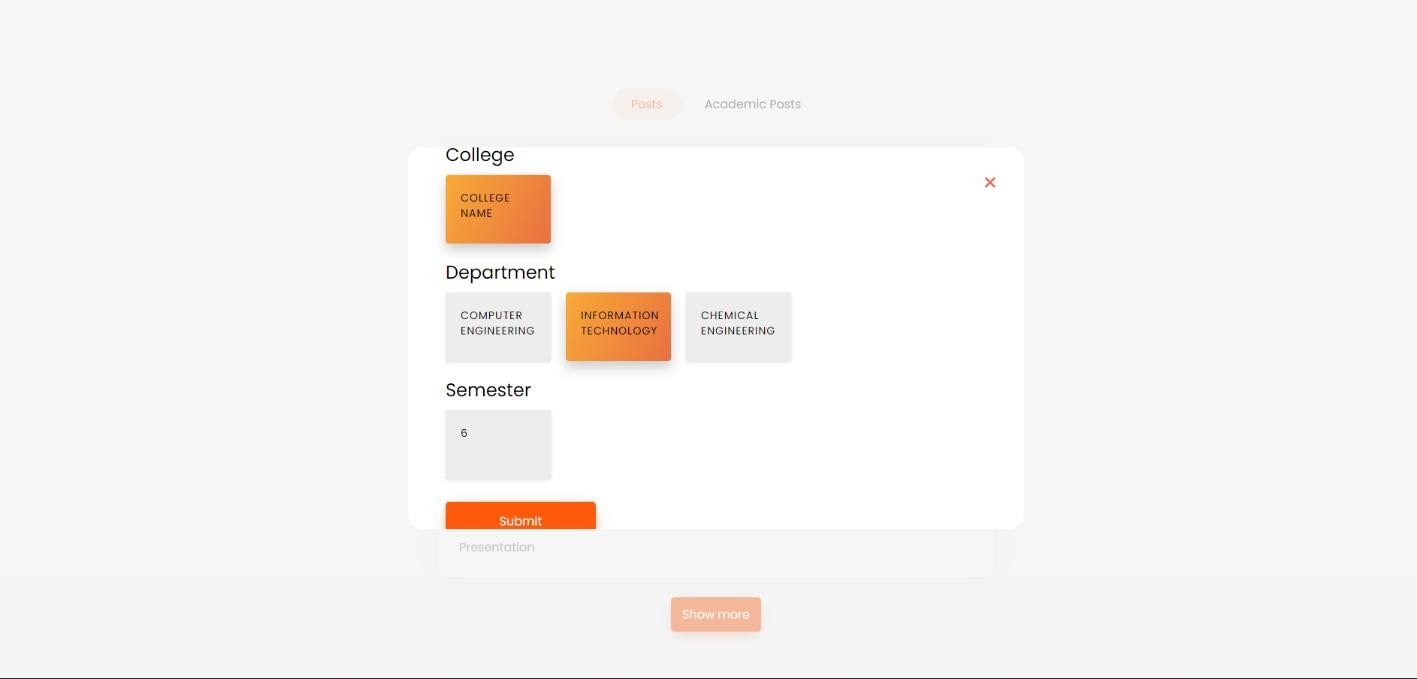 Posts
Academic Posts
College
COLLEGE
NAME
Department
COMPUTER
ENGINEERING
INFORMATION
TECHNOLOGY
CHEMICAL
ENGINEERING
Semester
6
Submit
Presentation
Show more